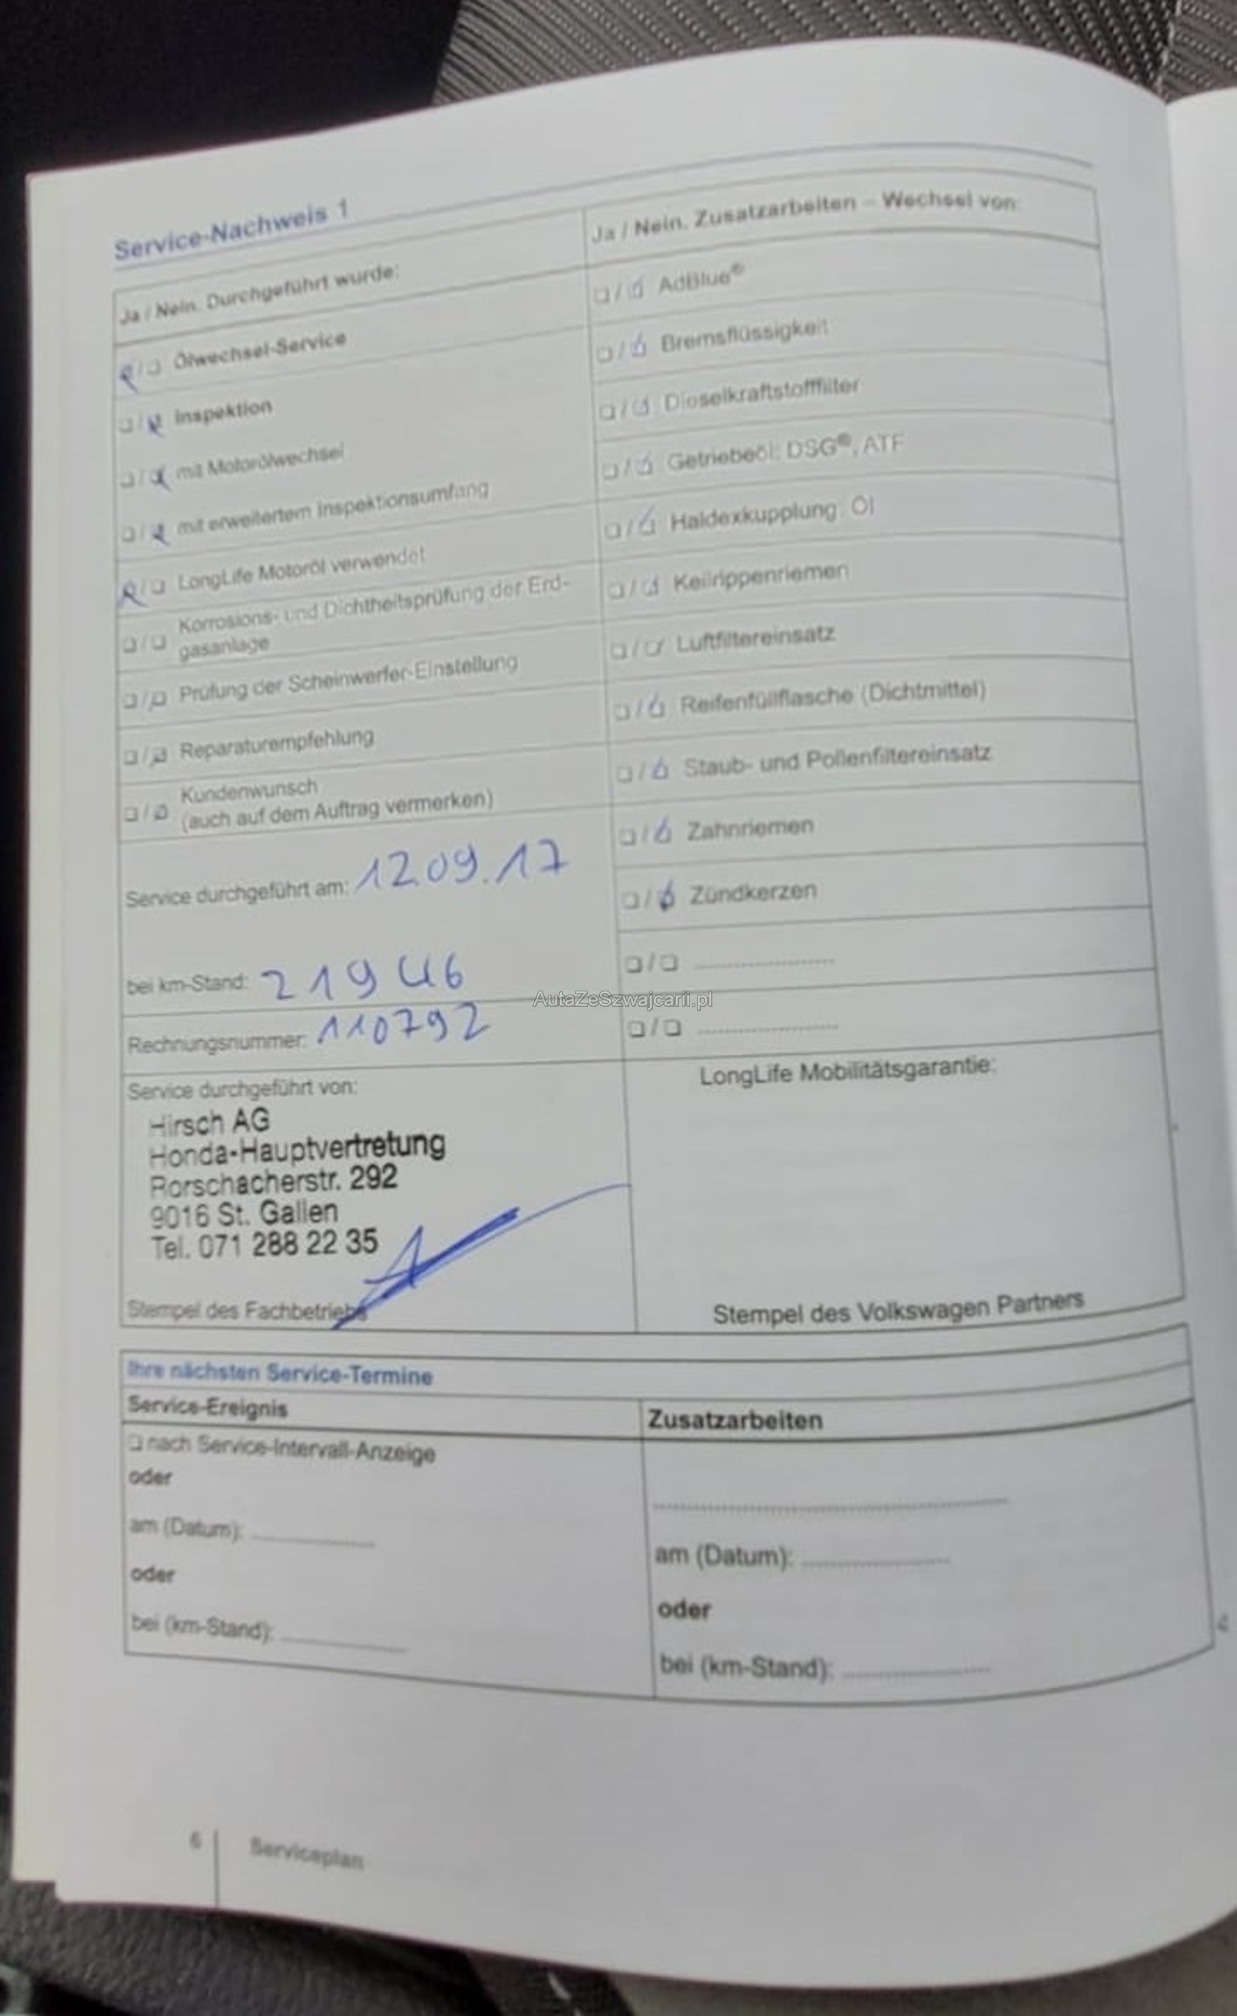 Service-Nachweis 1
Ja / Nein. Durchgeführt wurde:
Ölwechsel-Service
Inspektion
mit Motorölwechsel
mit erweitertem Inspektionsumfang
LongLife Motoröl verwendet
Korrosions- und Dichtheitsprüfung der Erd-
gasanlage
Prüfung der Scheinwerfer-Einstellung
Reparaturempfehlung
Kundenwunsch
(auch auf dem Auftrag vermerken)
Service durchgeführt am: 12.09.17
bei km-Stand: 21946
Rechnungsnummer: 110792
Service durchgeführt von:
Hirsch AG
Honda-Hauptvertretung
Rorschacherstr. 292
9016 St. Gallen
Tel. 071 288 22 35
Stempel des Fachbetriebs
Ja / Nein. Zusatzarbeiten – Wechsel von:
AdBlue®
Bremsflüssigkeit
Dieselkraftstofffilter
Getriebeöl: DSG®, ATF
Haldexkupplung: Öl
Keilrippenriemen
Luftfiltereinsatz
Reifenfüllflasche (Dichtmittel)
Staub- und Pollenfiltereinsatz
Zahnriemen
Zündkerzen
AutaZeSzwajcarii.pl
LongLife Mobilitätsgarantie:
Stempel des Volkswagen Partners
Ihre nächsten Service-Termine
Service-Ereignis
nach Service-Intervall-Anzeige
oder
am (Datum):
oder
bei (km-Stand):
Zusatzarbeiten
am (Datum):
oder
bei (km-Stand):
6
Serviceplan